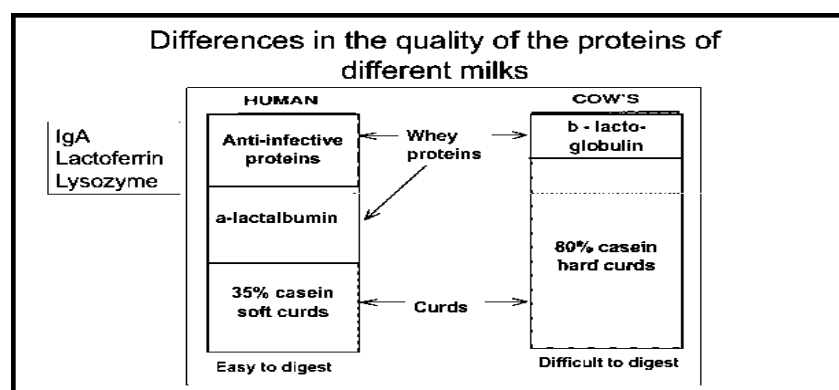 Differences in the quality of the proteins of
different milks
HUMAN
COW'S
IgA
Lactoferrin
Lysozyme
Anti-infective
proteins
Whey
proteins
b - lacto-
globulin
a-lactalbumin
80% casein
hard curds
35% casein
soft curds
Curds
Easy to digest
Difficult to digest